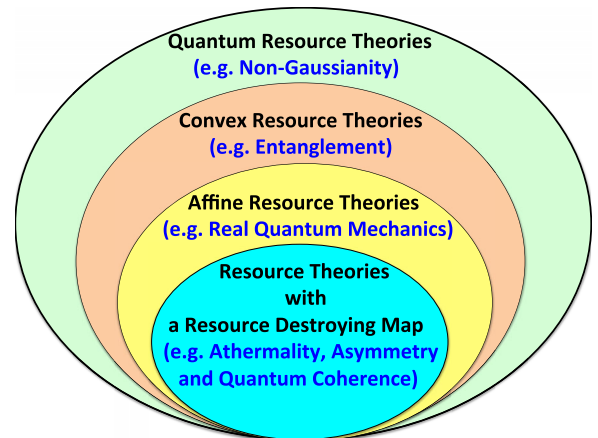 Quantum Resource Theories
(e.g. Non-Gaussianity)
Convex Resource Theories
(e.g. Entanglement)
Affine Resource Theories
(e.g. Real Quantum Mechanics)
Resource Theories
with
a Resource Destroying Map
(e.g. Athermality, Asymmetry
and Quantum Coherence)